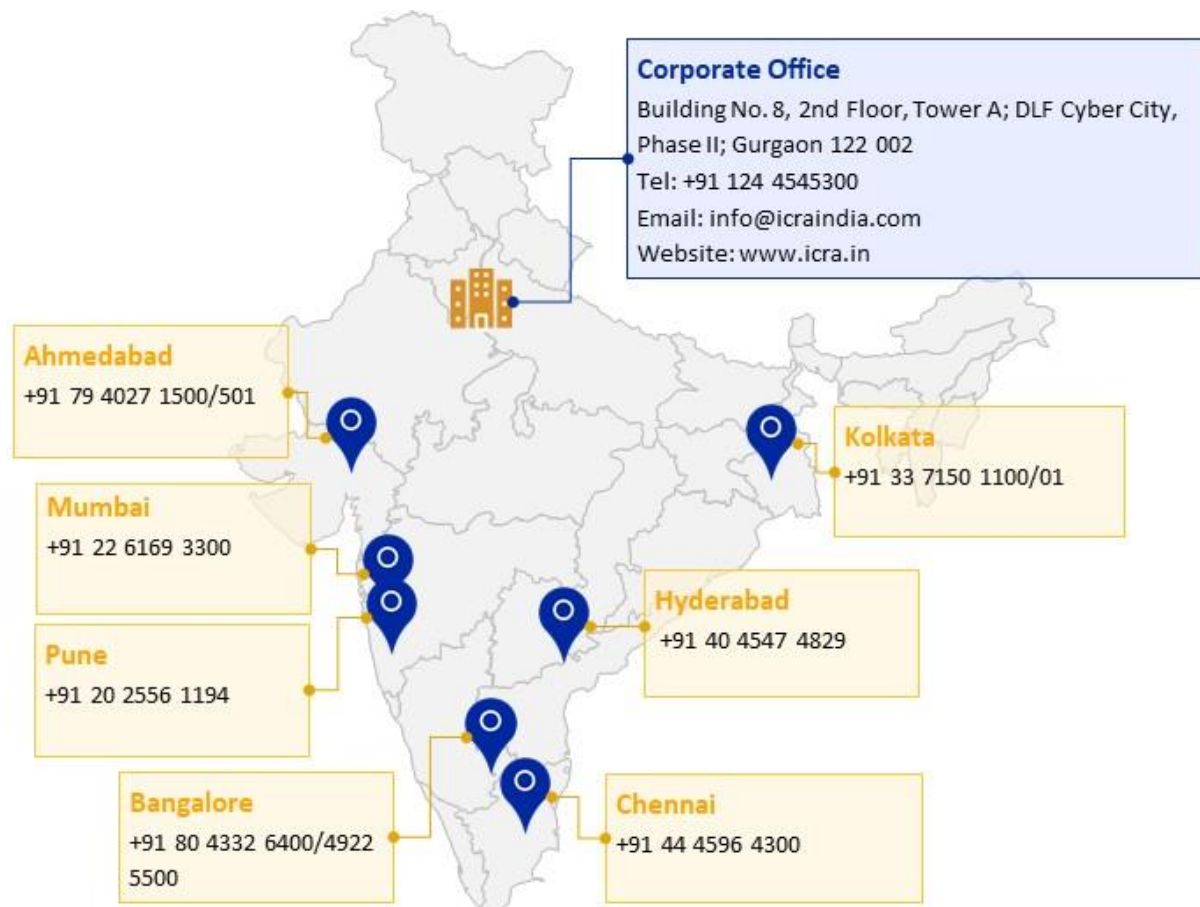 Corporate Office
Building No. 8, 2nd Floor, Tower A; DLF Cyber City,
Phase II; Gurgaon 122 002
Tel: +91 124 4545300
Email: info@icraindia.com
Website: www.icra.in
Ahmedabad
+91 79 4027 1500/501
Kolkata
+91 33 7150 1100/01
Mumbai
+91 22 6169 3300
Hyderabad
+91 40 4547 4829
Pune
+91 20 2556 1194
Bangalore
+91 80 4332 6400/4922
5500
Chennai
+91 44 4596 4300